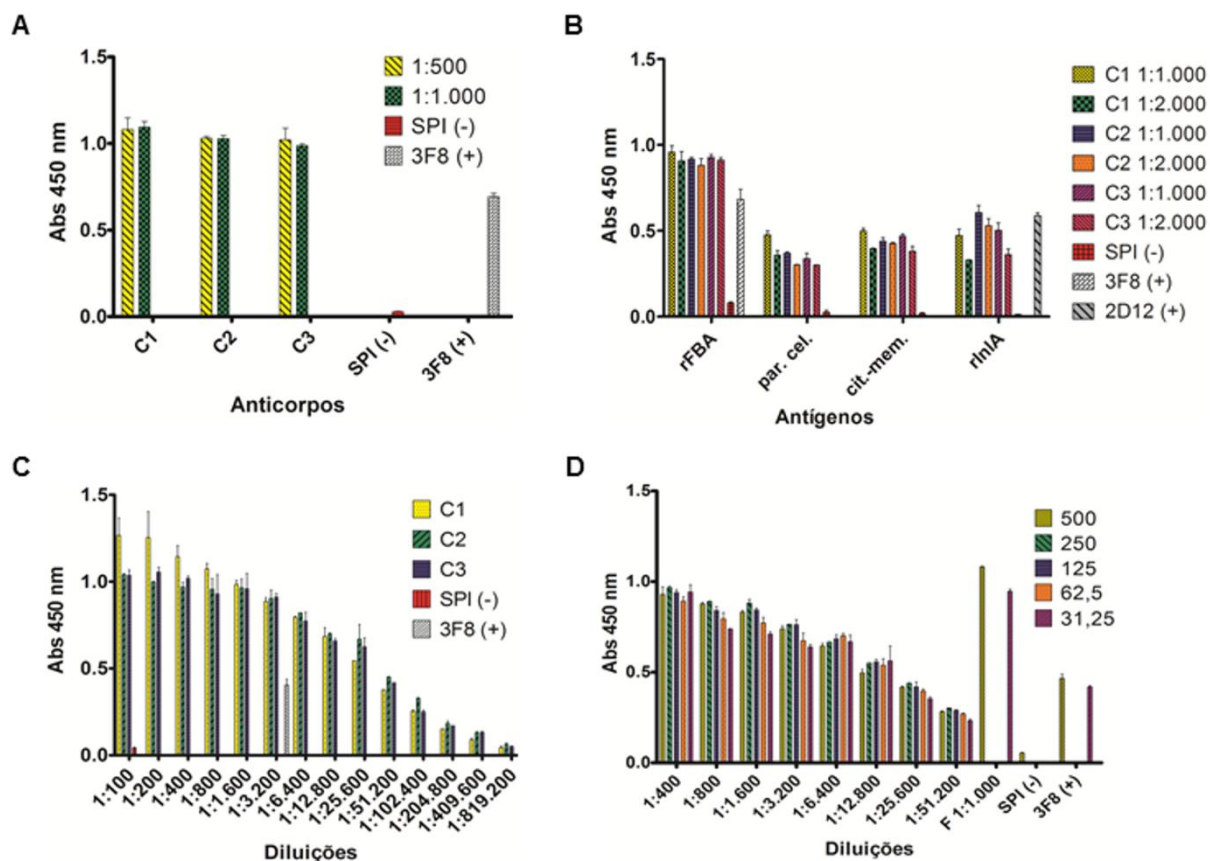 A
1.5
1.0
0.5
0.0
Abs 450 nm
1:500
1:1.000
SPI (-)
3F8 (+)
C1
C2
C3
SPI (-)
3F8 (+)
Anticorpos
B
1.5
1.0
0.5
0.0
Abs 450 nm
C1 1:1.000
C1 1:2.000
C2 1:1.000
C2 1:2.000
C3 1:1.000
C3 1:2.000
SPI (-)
3F8 (+)
2D12 (+)
rFBA
par. cel.
cit.-mem.
rInlA
Antígenos
C
1.5
1.0
0.5
0.0
Abs 450 nm
C1
C2
C3
SPI (-)
3F8 (+)
1:100
1:200
1:400
1:800
1:1.600
1:3.200
1:6.400
1:12.800
1:25.600
1:51.200
1:102.400
1:204.800
1:409.600
1:819.200
Diluições
D
1.5
1.0
0.5
0.0
Abs 450 nm
500
250
125
62,5
31,25
1:400
1:800
1:1.600
1:3.200
1:6.400
1:12.800
1:25.600
1:51.200
F 1:1.000
SPI (-)
3F8 (+)
Diluições